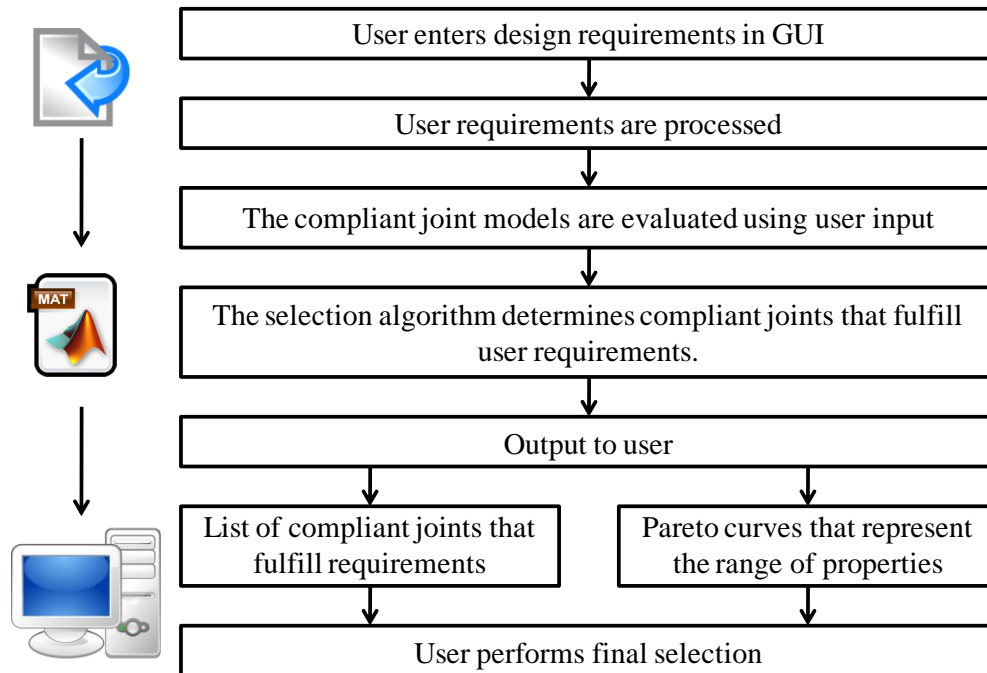 User enters design requirements in GUI
User requirements are processed
The compliant joint models are evaluated using user input
MAT
The selection algorithm determines compliant joints that fulfill
user requirements.
Output to user
List of compliant joints that
fulfill requirements
Pareto curves that represent
the range of properties
User performs final selection